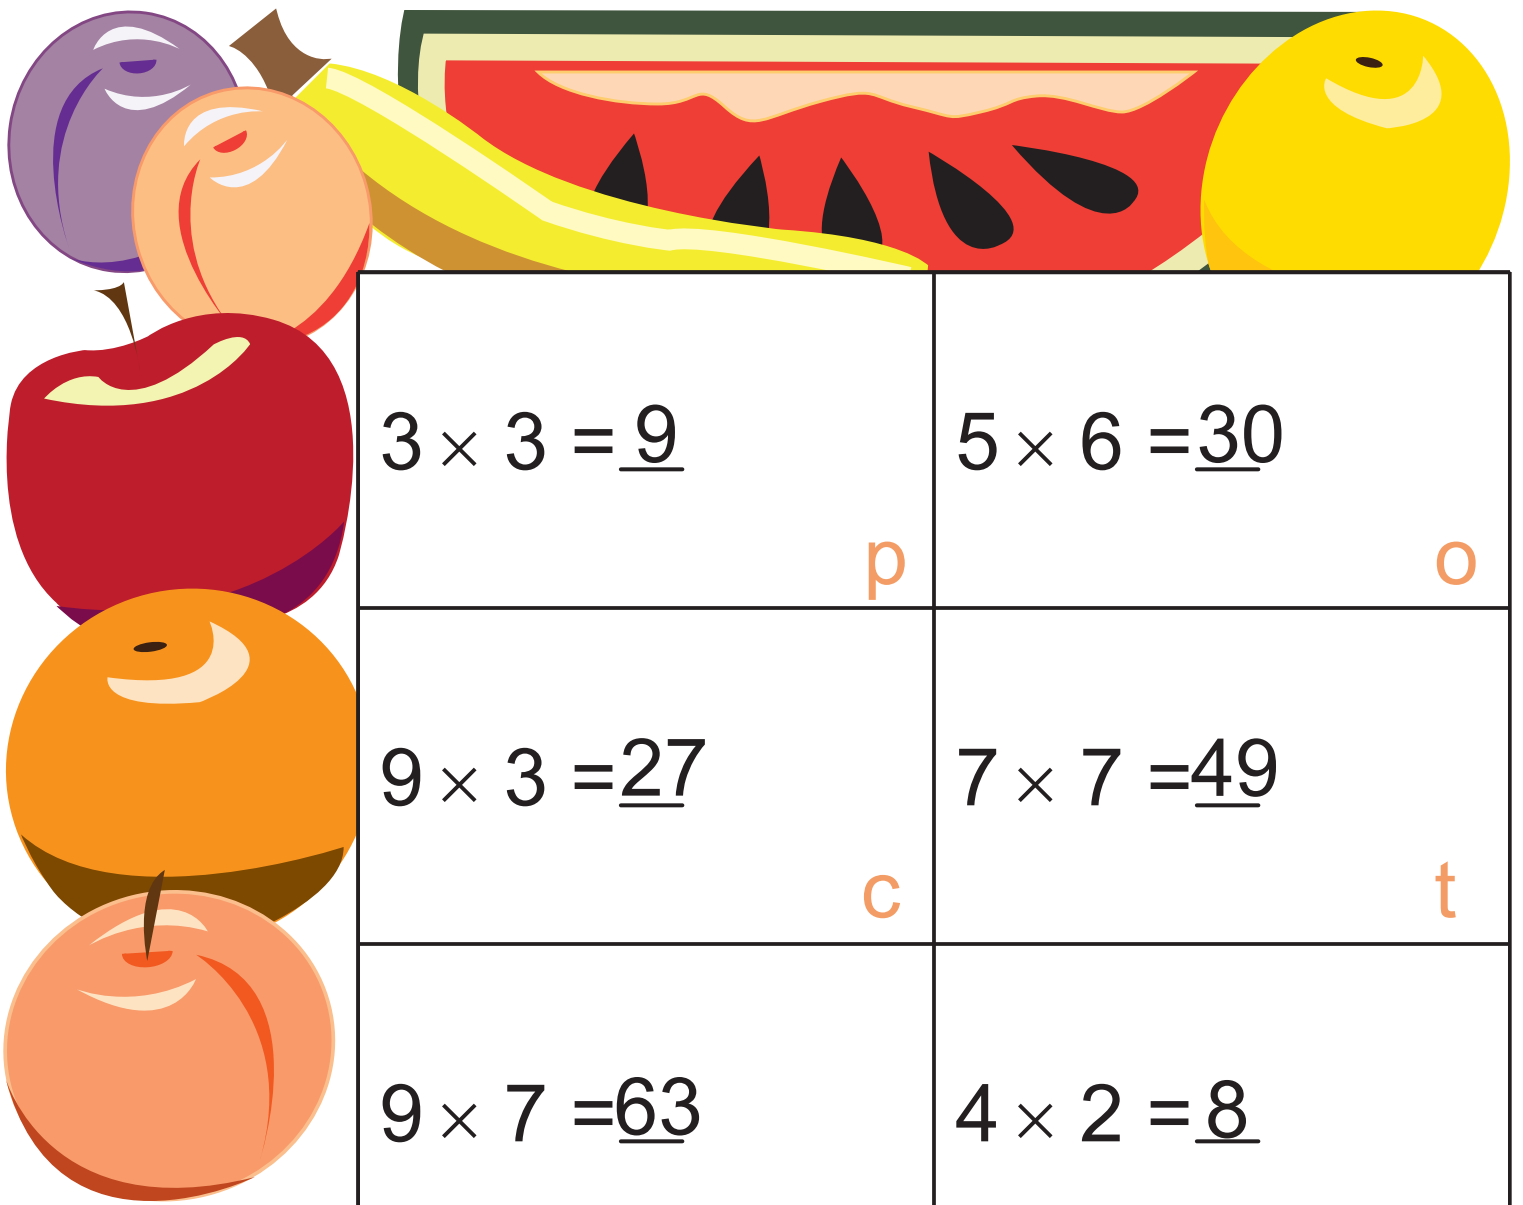 3 × 3 = 9
5 × 6 = 30
p
o
9 × 3 = 27
7 × 7 = 49
c
t
9 × 7 = 63
4 × 2 = 8